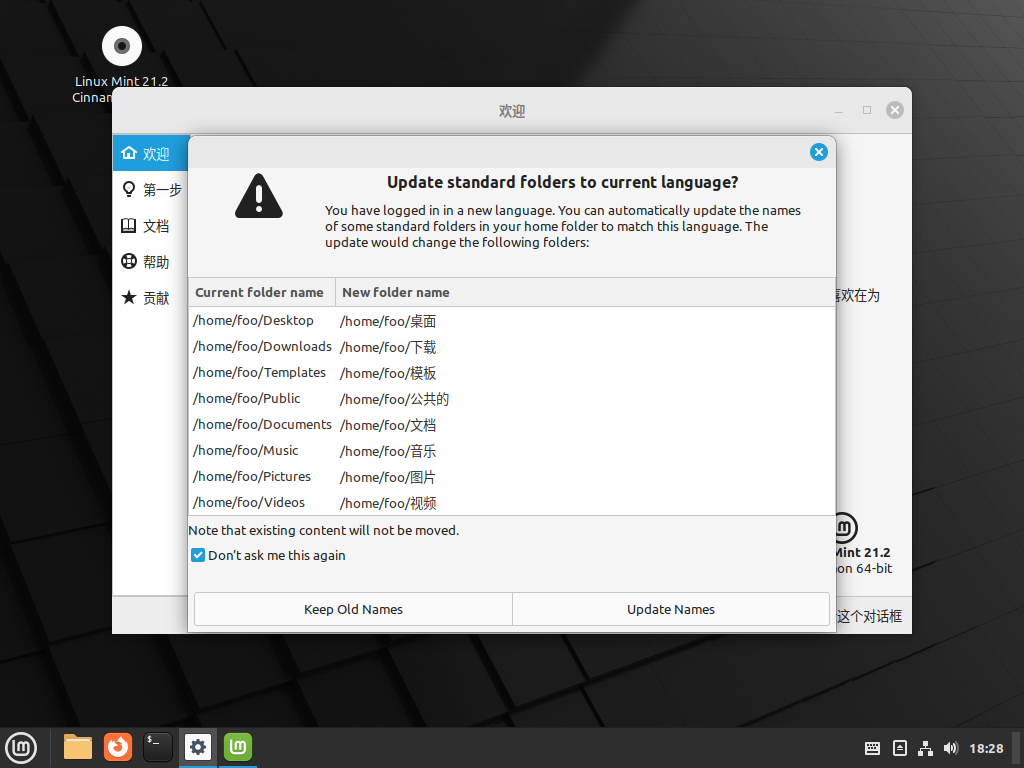 Linux Mint 21.2
欢迎
欢迎
第一步
文档
帮助
贡献
Update standard folders to current language?
You have logged in in a new language. You can automatically update the names
of some standard folders in your home folder to match this language. The
update would change the following folders:
Current folder name New folder name
/home/foo/Desktop /home/foo/桌面
/home/foo/Downloads /home/foo/下载
/home/foo/Templates /home/foo/模板
/home/foo/Public /home/foo/公共的
/home/foo/Documents /home/foo/文档
/home/foo/Music /home/foo/音乐
/home/foo/Pictures /home/foo/图片
/home/foo/Videos /home/foo/视频
Note that existing content will not be moved.
Don't ask me this again
Keep Old Names Update Names
喜欢在为
Mint 21.2
64-bit
这个对话框
18:28